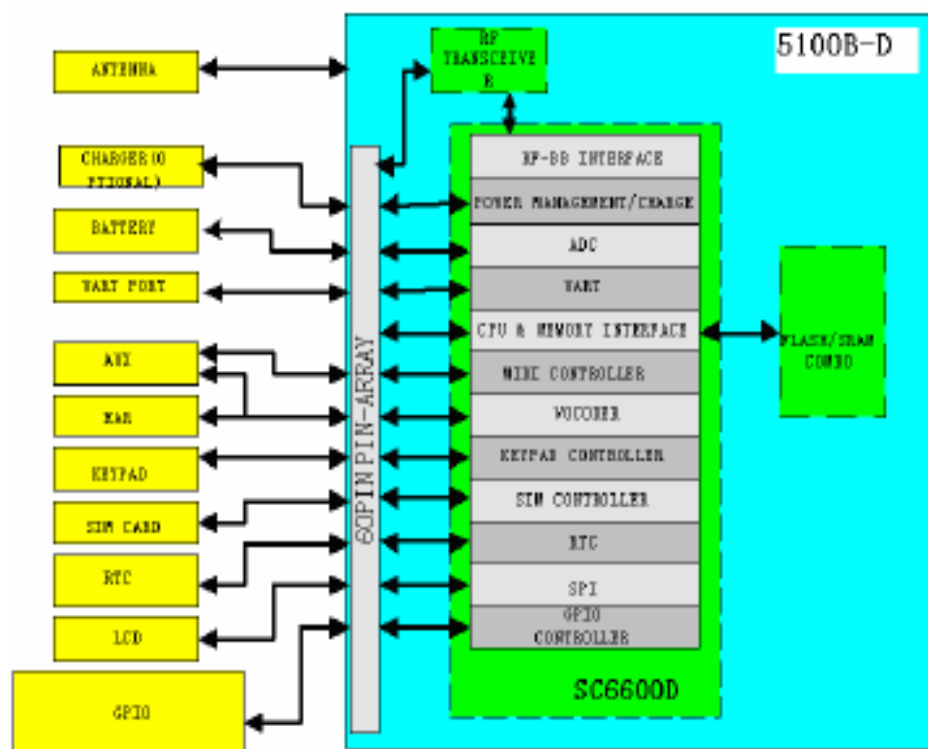 5100B-D
RF
TRANSCEIVE
R
ANTENNA
CHARGER(O
PTIONAL)
BATTERY
UART PORT
AUX
EAR
KEYPAD
SIM CARD
RTC
LCD
GPIO
60PIN PIN-ARRAY
RF-BB INTERFACE
POWER MANAGEMENT/CHARGE
ADC
UART
CPU & MEMORY INTERFACE
MIDI CONTROLLER
VOCODER
KEYPAD CONTROLLER
SIM CONTROLLER
RTC
SPI
GPIO
CONTROLLER
SC6600D
FLASH/SRAM
COMBO